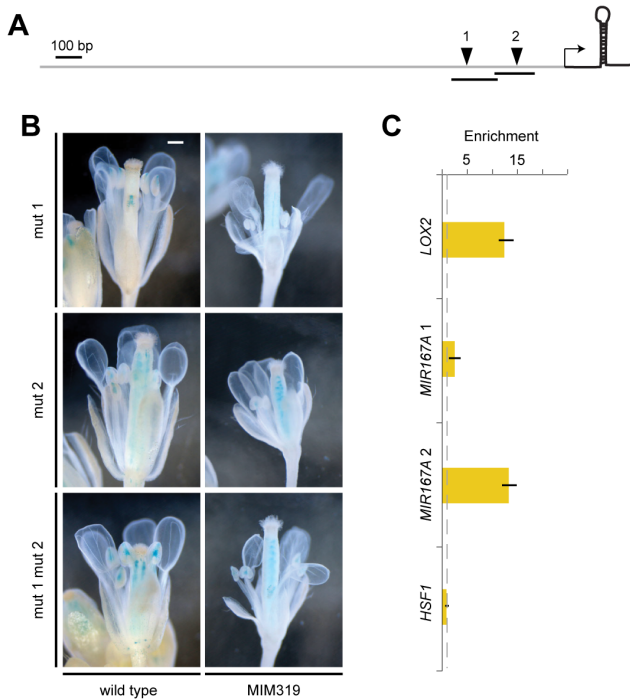 A
100 bp
1
2
B
mut 1
mut 2
mut 1 mut 2
wild type
MIM319
C
Enrichment
5
15
LOX2
MIR167A 1
MIR167A 2
HSF1